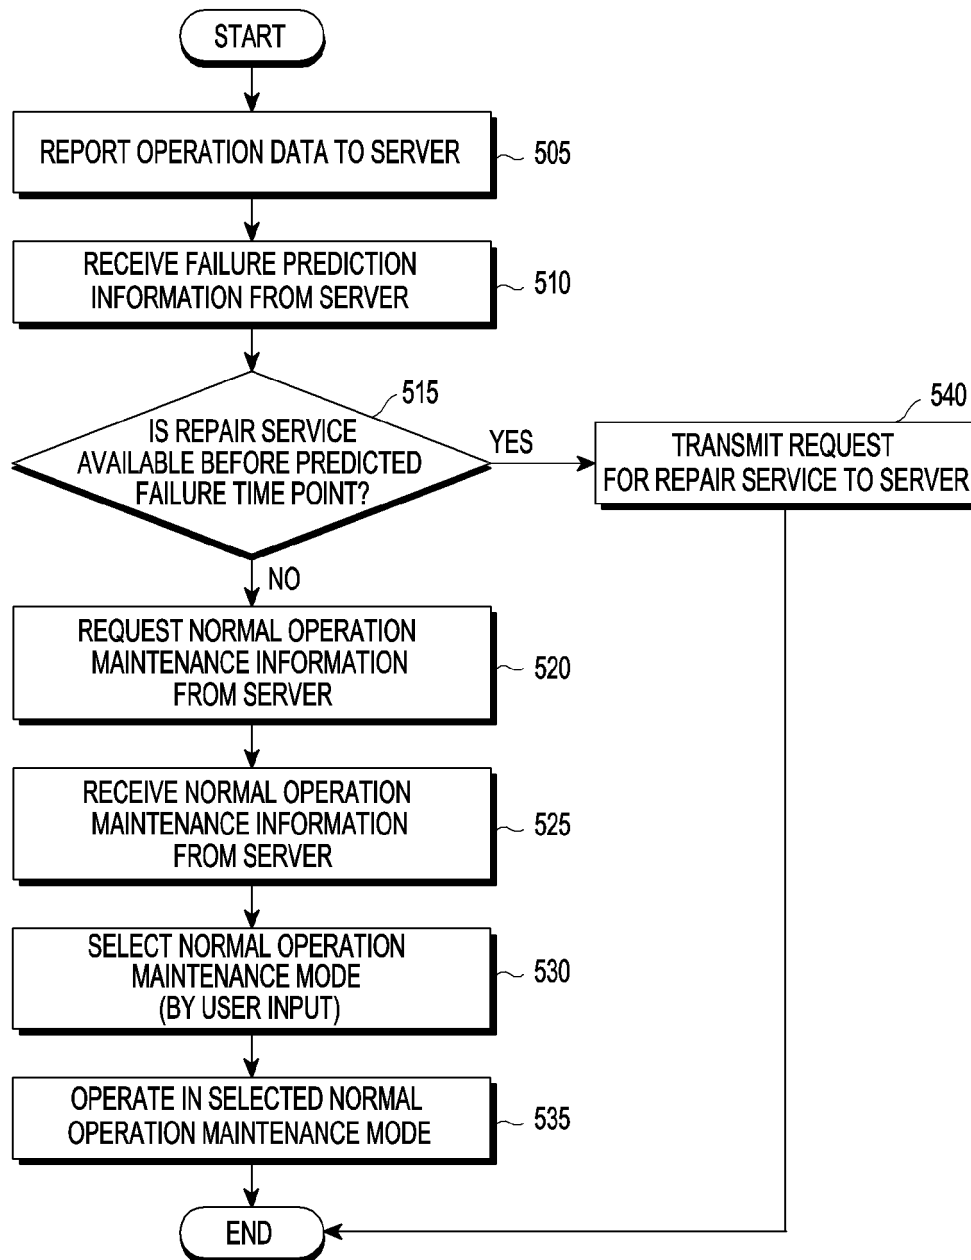 START
REPORT OPERATION DATA TO SERVER
505
RECEIVE FAILURE PREDICTION
INFORMATION FROM SERVER
510
515
IS REPAIR SERVICE
AVAILABLE BEFORE PREDICTED
FAILURE TIME POINT?
YES
540
TRANSMIT REQUEST
FOR REPAIR SERVICE TO SERVER
NO
REQUEST NORMAL OPERATION
MAINTENANCE INFORMATION
FROM SERVER
520
RECEIVE NORMAL OPERATION
MAINTENANCE INFORMATION
FROM SERVER
525
SELECT NORMAL OPERATION
MAINTENANCE MODE
(BY USER INPUT)
530
OPERATE IN SELECTED NORMAL
OPERATION MAINTENANCE MODE
535
END